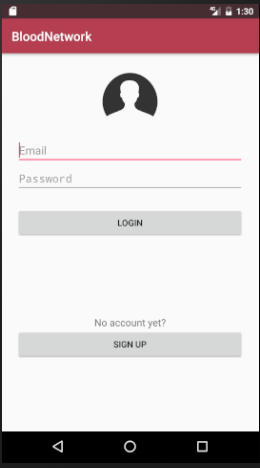 1:30
BloodNetwork
Email
Password
LOGIN
No account yet?
SIGN UP